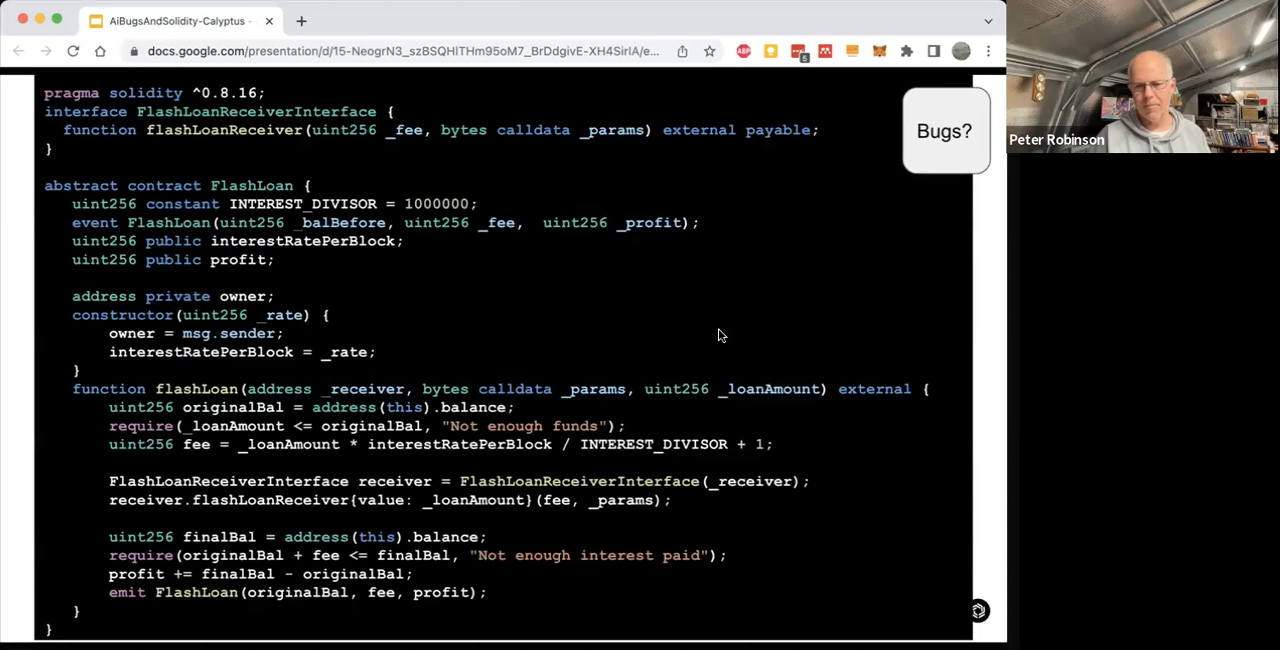 AiBugsAndSolidity-Calyptus -
docs.google.com/presentation/d/15-NeogrN3_szBSQHlTHm95oM7_BrDdgivE-XH4SirIA/e...
ABP
5
pragma solidity ^0.8.16;
interface FlashLoanReceiverInterface {
function flashLoanReceiver(uint256 _fee, bytes calldata _params) external payable;
}
Bugs?
Peter Robinson
abstract contract FlashLoan {
uint256 constant INTEREST_DIVISOR = 1000000;
event FlashLoan(uint256 _balBefore, uint256 _fee, uint256 _profit);
uint256 public interestRatePerBlock;
uint256 public profit;
address private owner;
constructor(uint256 _rate) {
owner = msg.sender;
interestRatePerBlock = _rate;
}
function flashLoan(address _receiver, bytes calldata _params, uint256 _loanAmount) external {
uint256 originalBal = address(this).balance;
require(_loanAmount <= originalBal, "Not enough funds");
uint256 fee = _loanAmount * interestRatePerBlock / INTEREST_DIVISOR + 1;
FlashLoanReceiverInterface receiver = FlashLoanReceiverInterface(_receiver);
receiver.flashLoanReceiver{value: _loanAmount}(fee, _params);
uint256 finalBal = address(this).balance;
require(originalBal + fee <= finalBal, "Not enough interest paid");
profit += finalBal - originalBal;
emit FlashLoan(originalBal, fee, profit);
}
}